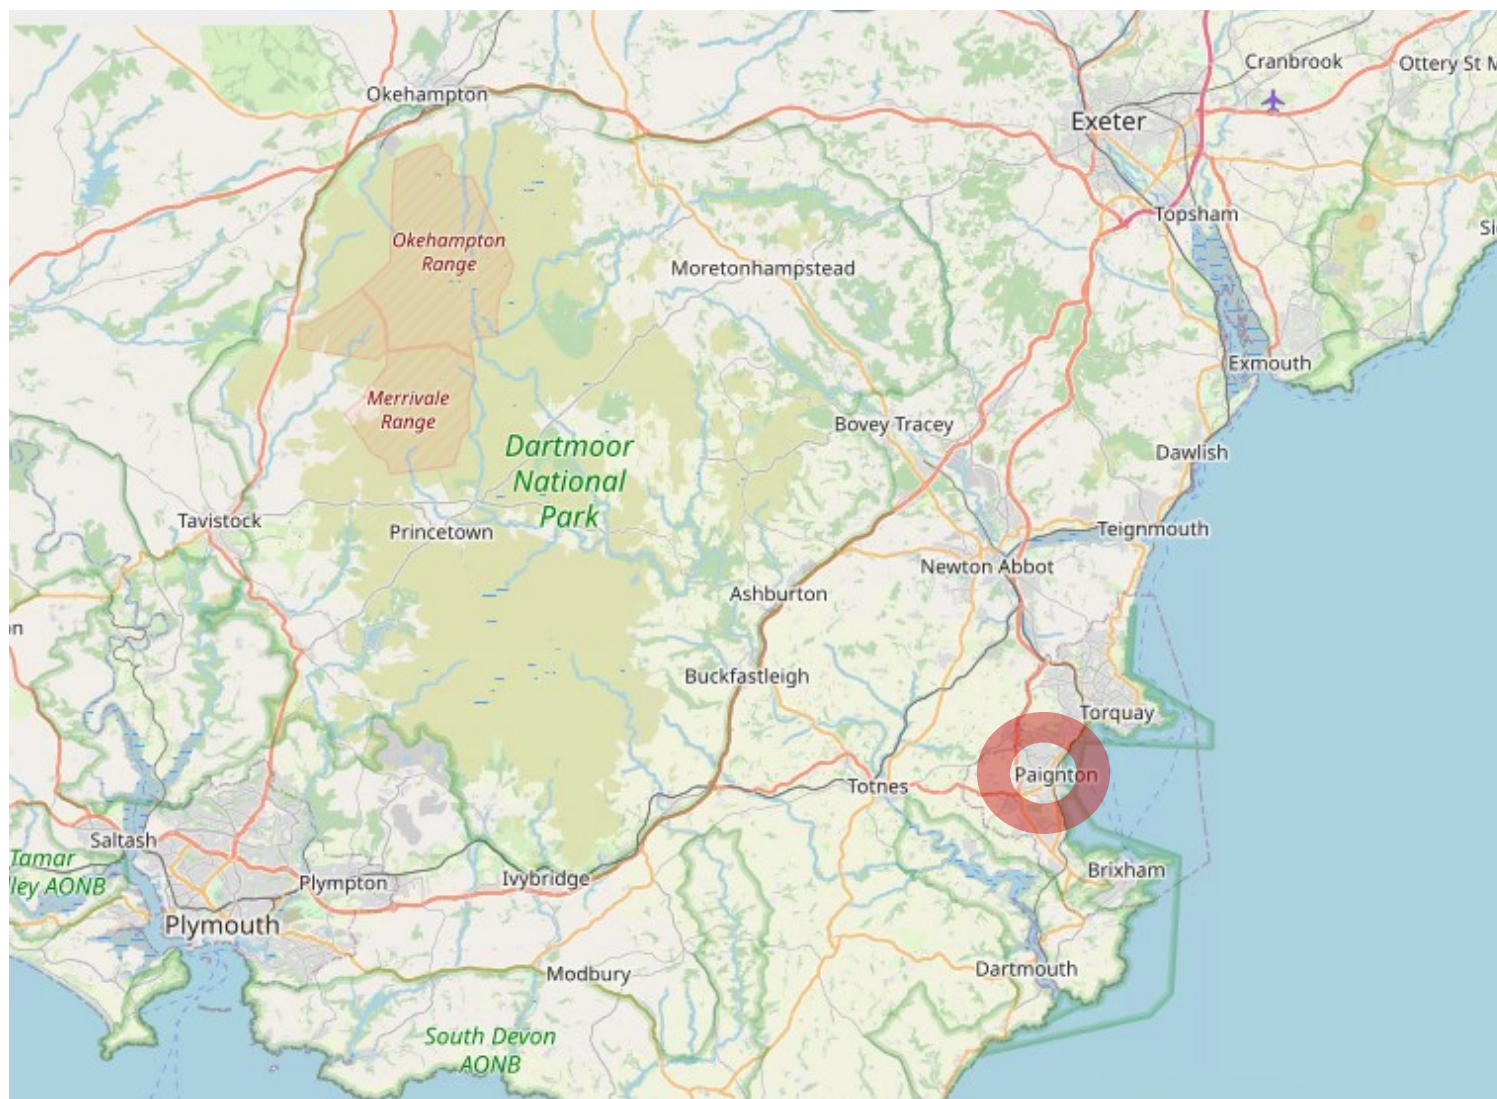 Cranbrook
Ottery St M
Okehampton
Exeter
Topsham
Si
Okehampton
Range
Moretonhampstead
Exmouth
Merrivale
Range
Bovey Tracey
Dartmoor
National
Park
Dawlish
Tavistock
Princetown
Teignmouth
Newton Abbot
Ashburton
on
Buckfastleigh
Torquay
Paignton
Totnes
Saltash
Tamar
ley AONB
Plympton
Ivybridge
Brixham
Plymouth
Modbury
Dartmouth
South Devon
AONB